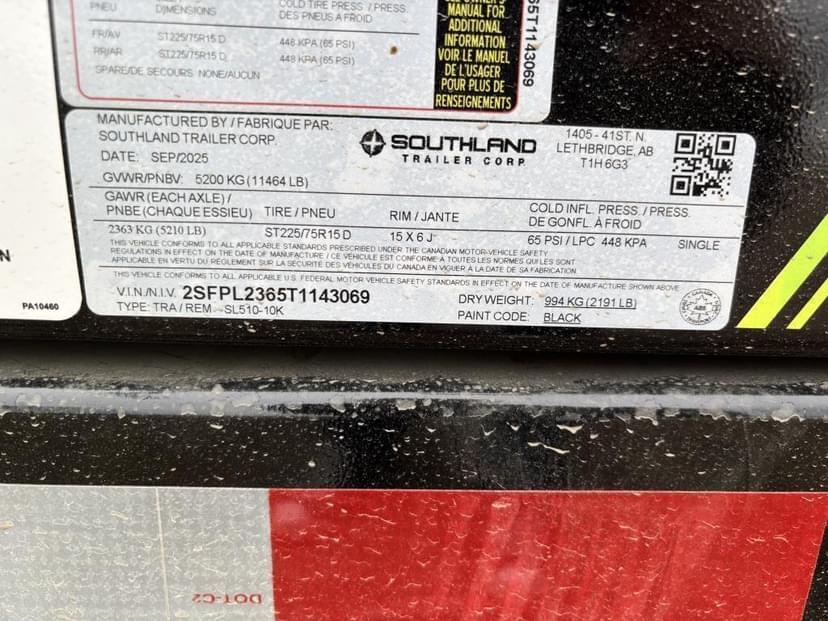 PNEU DIMENSIONS COLD TIRE PRESS. / PRESS.
DES PNEUS A FROID
FR/AV ST225/75R15 D 448 KPA (65 PSI)
RR/AR ST225/75R15 D 448 KPA (65 PSI)
SPARE/DE SECOURS NONE/AUCUN
MANUAL FOR
ADDITIONAL
INFORMATION
VOIR LE MANUEL
DE L'USAGER
POUR PLUS DE
RENSEIGNEMENTS
65T1143069
MANUFACTURED BY / FABRIQUE PAR:
SOUTHLAND TRAILER CORP.
DATE: SEP/2025
SOUTHLAND
TRAILER CORP
1405 - 41ST. N.
LETHBRIDGE, AB
T1H 6G3
GVWR/PNBV: 5200 KG (11464 LB)
GAWR (EACH AXLE) /
PNBE (CHAQUE ESSIEU) TIRE / PNEU RIM / JANTE COLD INFL. PRESS. / PRESS.
DE GONFL. À FROID
2363 KG (5210 LB) ST225/75R15 D 15 X 6 J 65 PSI / LPC 448 KPA SINGLE
THIS VEHICLE CONFORMS TO ALL APPLICABLE STANDARDS PRESCRIBED UNDER THE CANADIAN MOTOR-VEHICLE SAFETY
REGULATIONS IN EFFECT ON THE DATE OF MANUFACTURE / CE VEHICULE EST CONFORME A TOUTES LES NORMES QUI LES SONT
APPLICABLE EN VERTU DU REGLEMENT SUR LA SECURITE DES VEHICULES DU CANADA EN VIGUER A LA DATE DE SA FABRICATION
THIS VEHICLE CONFORMS TO ALL APPLICABLE U.S. FEDERAL MOTOR VEHICLE SAFETY STANDARDS IN EFFECT ON THE DATE OF MANUFACTURE SHOWN ABOVE
V.I.N./N.I.V. 2SFPL2365T1143069
TYPE: TRA / REM SL510-10K
DRY WEIGHT: 994 KG (2191 LB)
PAINT CODE: BLACK
N
PA10460
DOT-C2